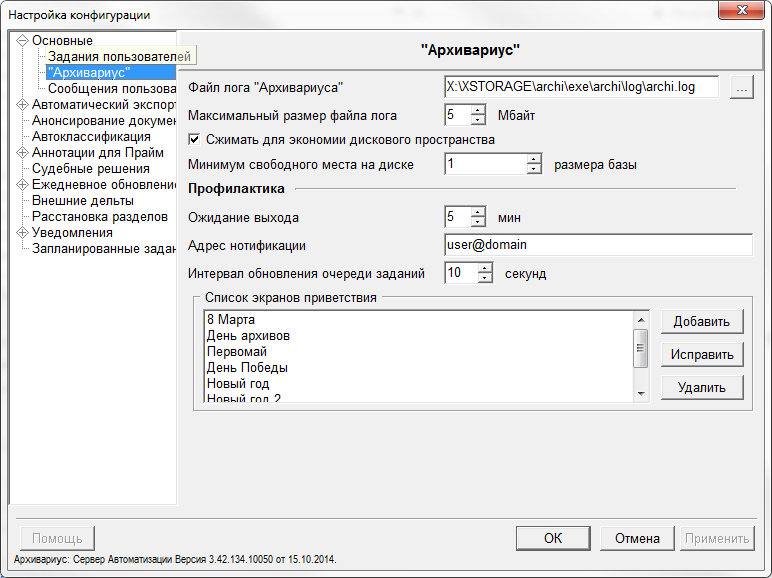 Настройка конфигурации
Основные
Задания пользователей
"Архивариус"
Сообщения пользова
Автоматический экспорт
Анонсирование докумен
Автоклассификация
Аннотации для Прайм
Судебные решения
Ежедневное обновление
Внешние дельты
Расстановка разделов
Уведомления
Запланированные задан
"Архивариус"
Файл лога "Архивариуса" X:\XSTORAGE\archi\exe\archi\log\archi.log ...
Максимальный размер файла лога 5 Мбайт
Сжимать для экономии дискового пространства
Минимум свободного места на диске 1 размера базы
Профилактика
Ожидание выхода 5 мин
Адрес нотификации user@domain
Интервал обновления очереди заданий 10 секунд
Список экранов приветствия
8 Марта
День архивов
Первомай
День Победы
Новый год
Новый год 2
Добавить
Исправить
Удалить
Помощь OK Отмена Применить
Архивариус: Сервер Автоматизации Версия 3.42.134.10050 от 15.10.2014.